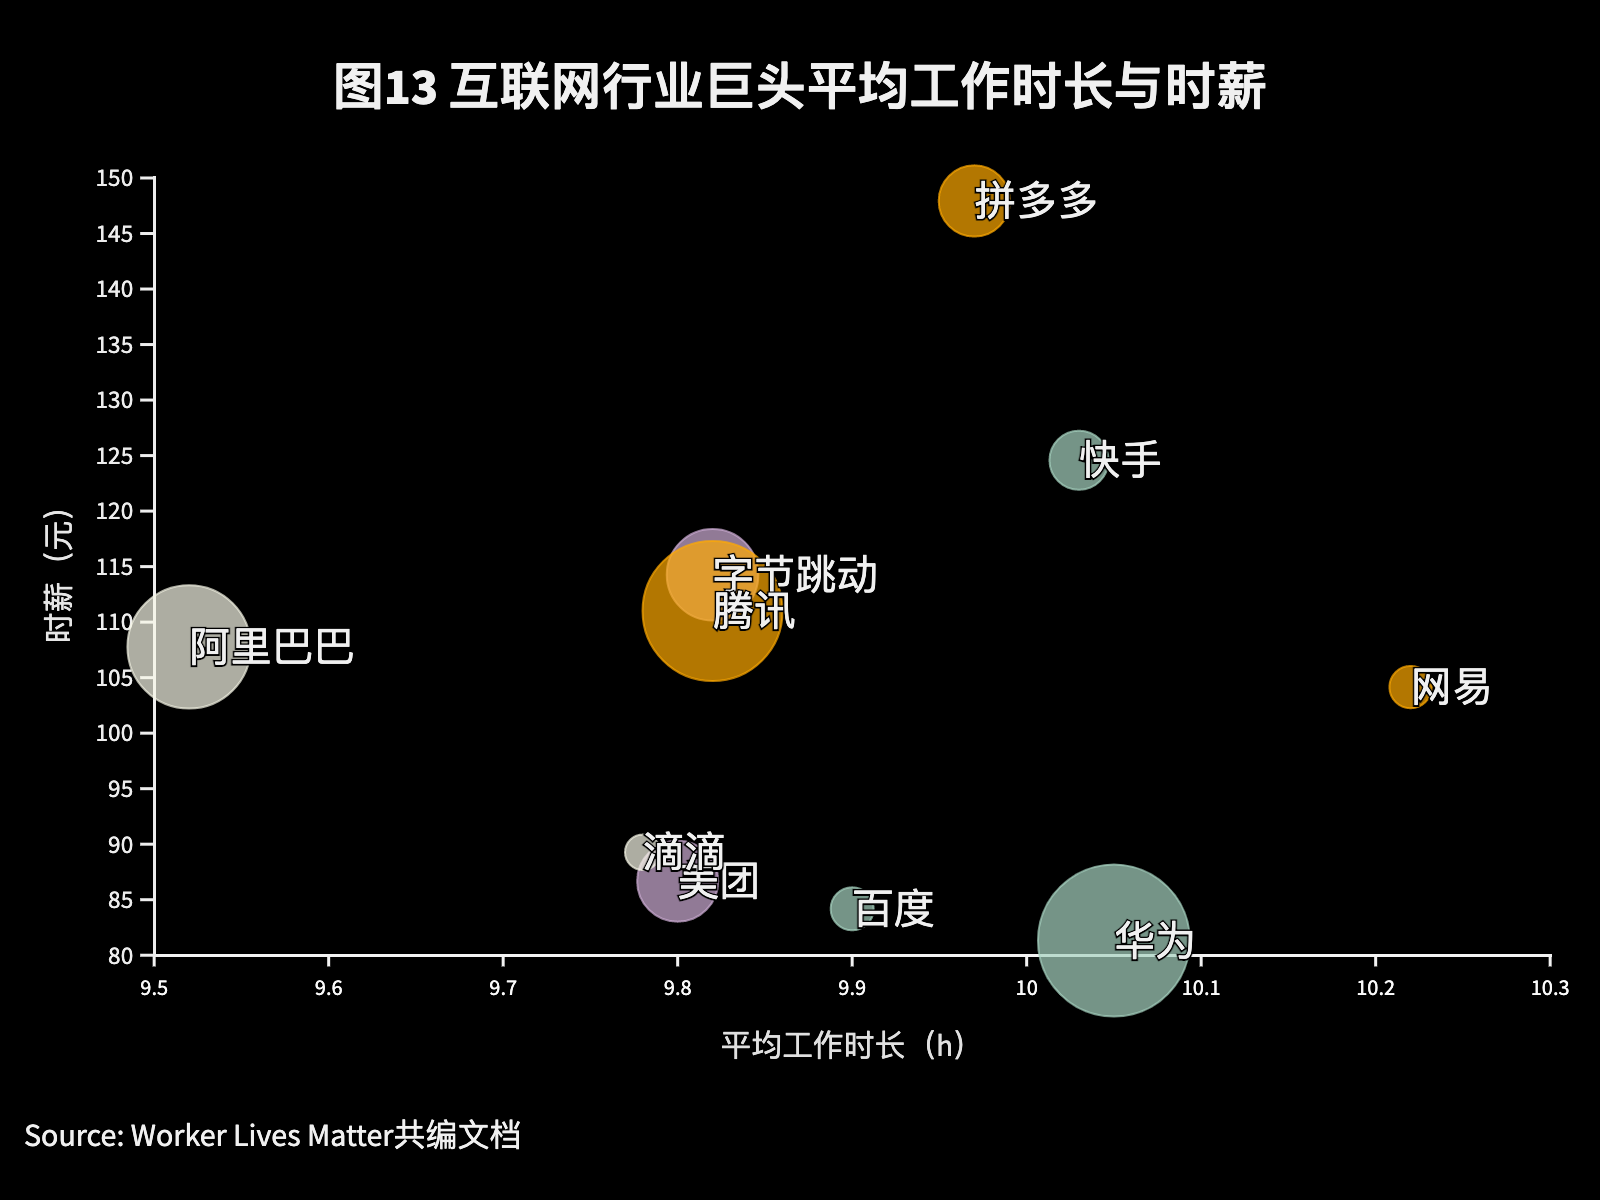 图13 互联网行业巨头平均工作时长与时薪
150
拼多多
145
140
135
130
125
快手
120
时薪（元）
115
字节跳动
110
腾讯
阿里巴巴
105
网易
100
95
90
滴滴
美团
85
百度
华为
80
9.5 9.6 9.7 9.8 9.9 10 10.1 10.2 10.3
平均工作时长（h）
Source: Worker Lives Matter共编文档